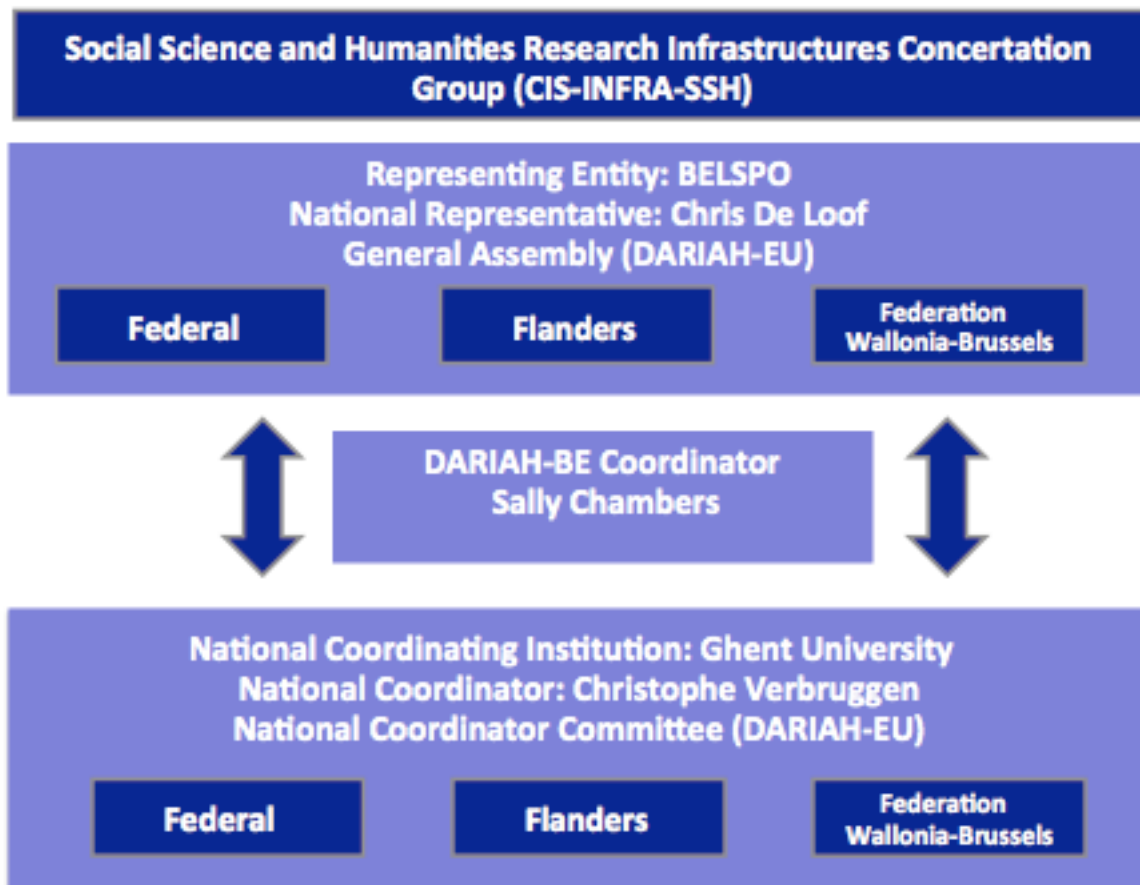 Social Science and Humanities Research Infrastructures Concertation
Group (CIS-INFRA-SSH)
Representing Entity: BELSPO
National Representative: Chris De Loof
General Assembly (DARIAH-EU)
Federal
Flanders
Federation
Wallonia-Brussels
DARIAH-BE Coordinator
Sally Chambers
National Coordinating Institution: Ghent University
National Coordinator: Christophe Verbruggen
National Coordinator Committee (DARIAH-EU)
Federal
Flanders
Federation
Wallonia-Brussels